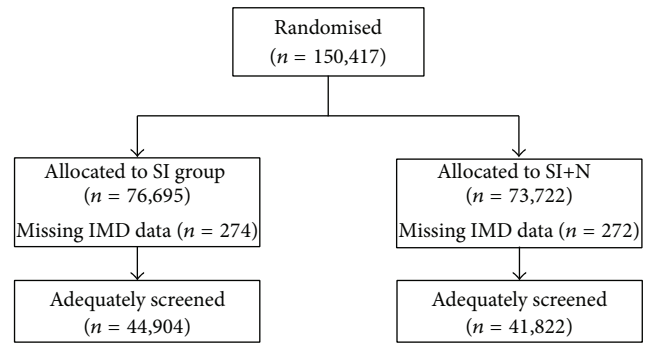 Randomised
(n = 150,417)
Allocated to SI group
(n = 76,695)
Missing IMD data (n = 274)
Allocated to SI+N
(n = 73,722)
Missing IMD data (n = 272)
Adequately screened
(n = 44,904)
Adequately screened
(n = 41,822)